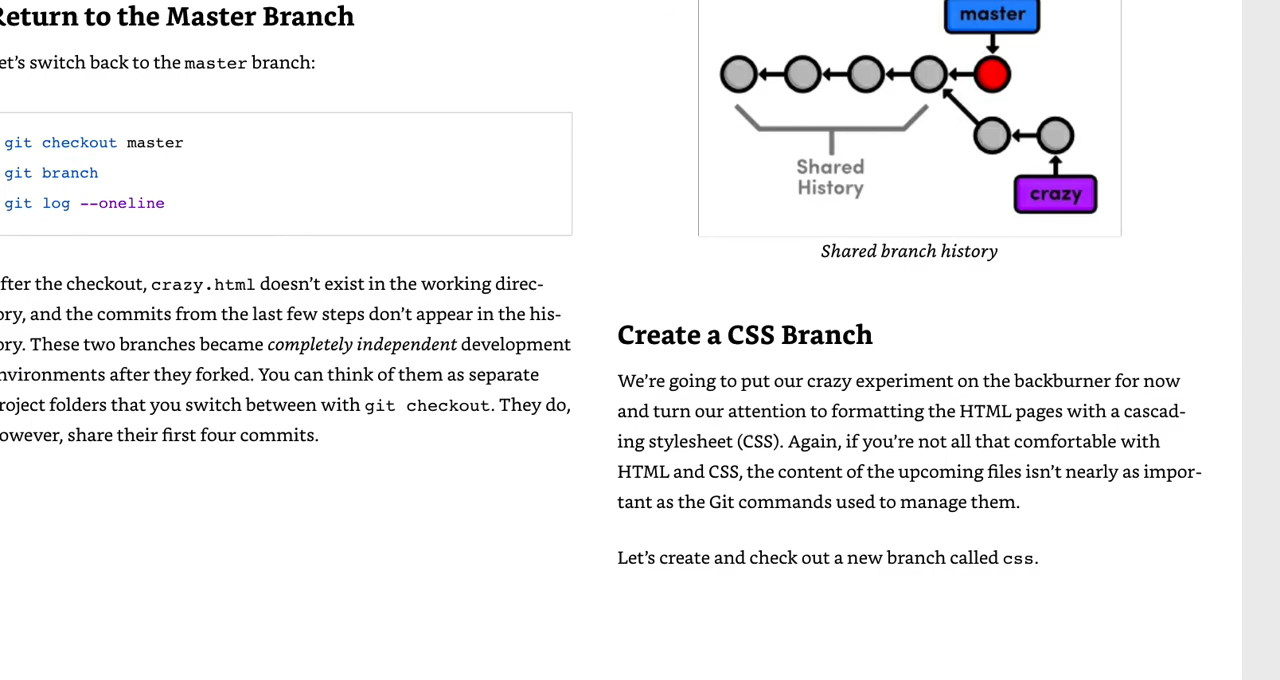 Return to the Master Branch
et's switch back to the master branch:
git checkout master
git branch
git log --oneline
fter the checkout, crazy.html doesn't exist in the working direc-
ory, and the commits from the last few steps don't appear in the his-
ory. These two branches became completely independent development
nvironments after they forked. You can think of them as separate
roject folders that you switch between with git checkout. They do,
owever, share their first four commits.
master
Shared
History
crazy
Shared branch history
Create a CSS Branch
We're going to put our crazy experiment on the backburner for now
and turn our attention to formatting the HTML pages with a cascad-
ing stylesheet (CSS). Again, if you're not all that comfortable with
HTML and CSS, the content of the upcoming files isn't nearly as impor-
tant as the Git commands used to manage them.
Let's create and check out a new branch called css.